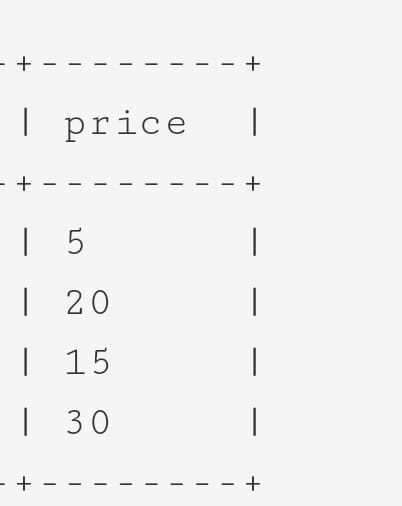 -+--------+
| price |
-+--------+
| 5 |
| 20 |
| 15 |
| 30 |
-+--------+